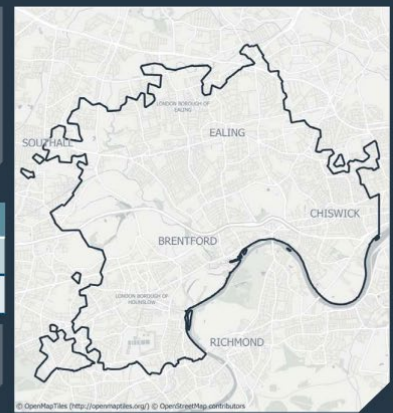 LONDON BOROUGH OF
EALING
EALING
SOUTHALL
CHISWICK
BRENTFORD
LONDON BOROUGH OF
HOUNSLOW
RICHMOND
© OpenMapTiles (http://openmaptiles.org/) © OpenStreetMap contributors